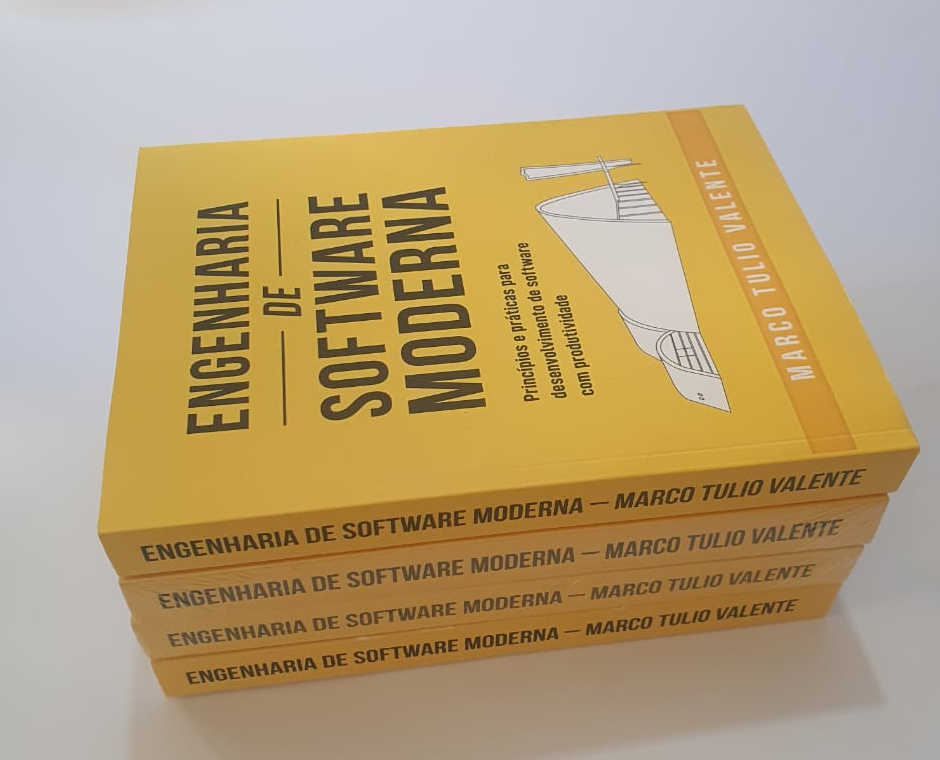 ENGENHARIA
DE
SOFTWARE
MODERNA
Princípios e práticas para
desenvolvimento de software
com produtividade
MARCO TULIO VALENTE
ENGENHARIA DE SOFTWARE MODERNA — MARCO TULIO VALENTE
ENGENHARIA DE SOFTWARE MODERNA — MARCO TULIO VALENTE
ENGENHARIA DE SOFTWARE MODERNA — MARCO TULIO VALENTE
ENGENHARIA DE SOFTWARE MODERNA — MARCO TULIO VALENTE